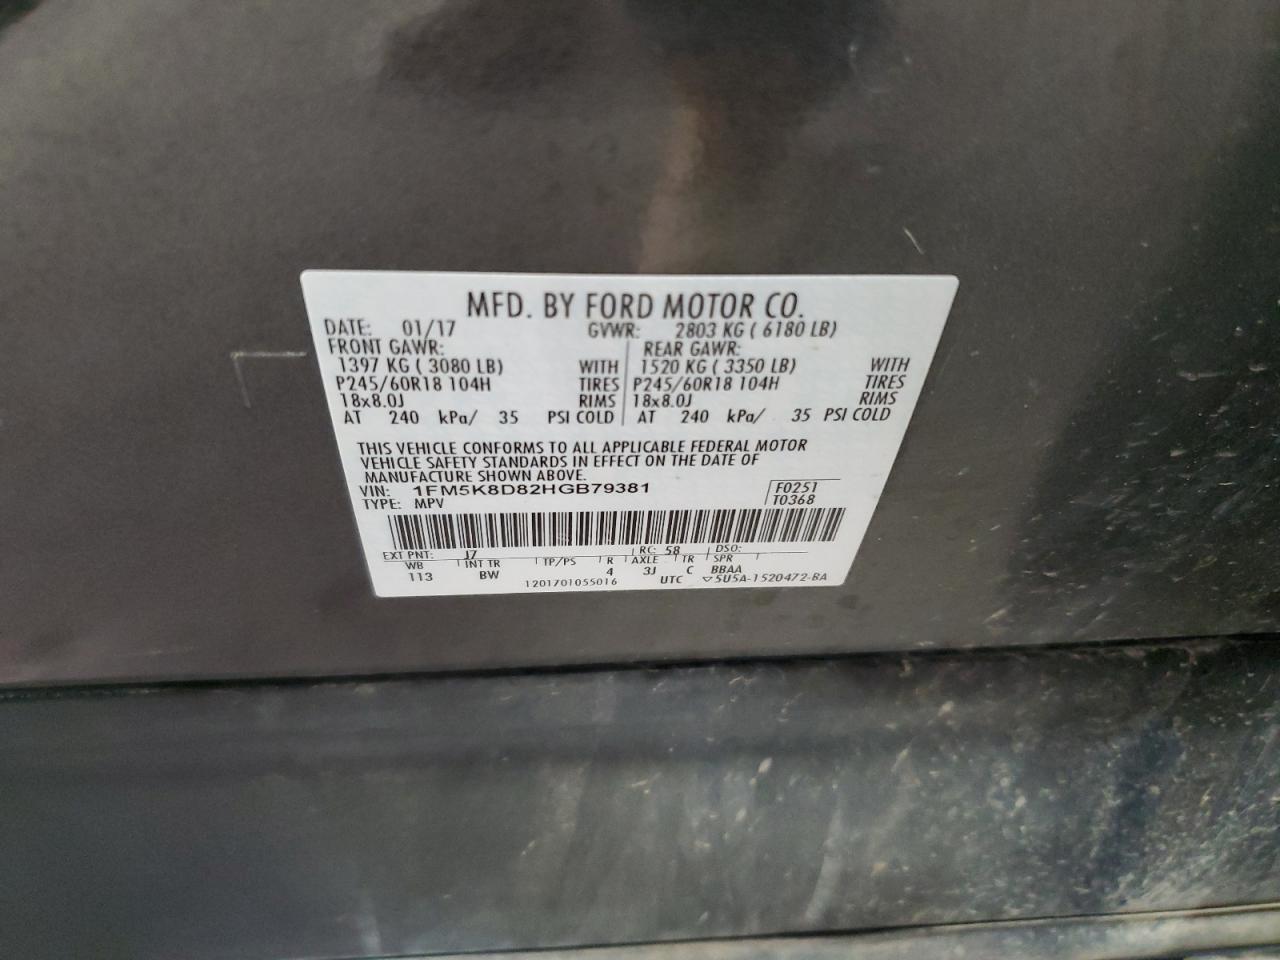 MFD. BY FORD MOTOR CO.
DATE: 01/17 GVWR: 2803 KG ( 6180 LB)
FRONT GAWR: REAR GAWR:
1397 KG ( 3080 LB) WITH 1520 KG ( 3350 LB) WITH
P245/60R18 104H TIRES P245/60R18 104H TIRES
18x8.0J RIMS 18x8.0J RIMS
AT 240 kPa/ 35 PSI COLD AT 240 kPa/ 35 PSI COLD
THIS VEHICLE CONFORMS TO ALL APPLICABLE FEDERAL MOTOR
VEHICLE SAFETY STANDARDS IN EFFECT ON THE DATE OF
MANUFACTURE SHOWN ABOVE.
VIN: 1FM5K8D82HGB79381 F0251
TYPE: MPV T0368
EXT PNT: J7 RC: 58 DSO:
WB INT TR TP/PS R AXLE TR SPR
113 BW 4 3J C BBAA
1201701055016 UTC ▽5U5A-1520472-BA